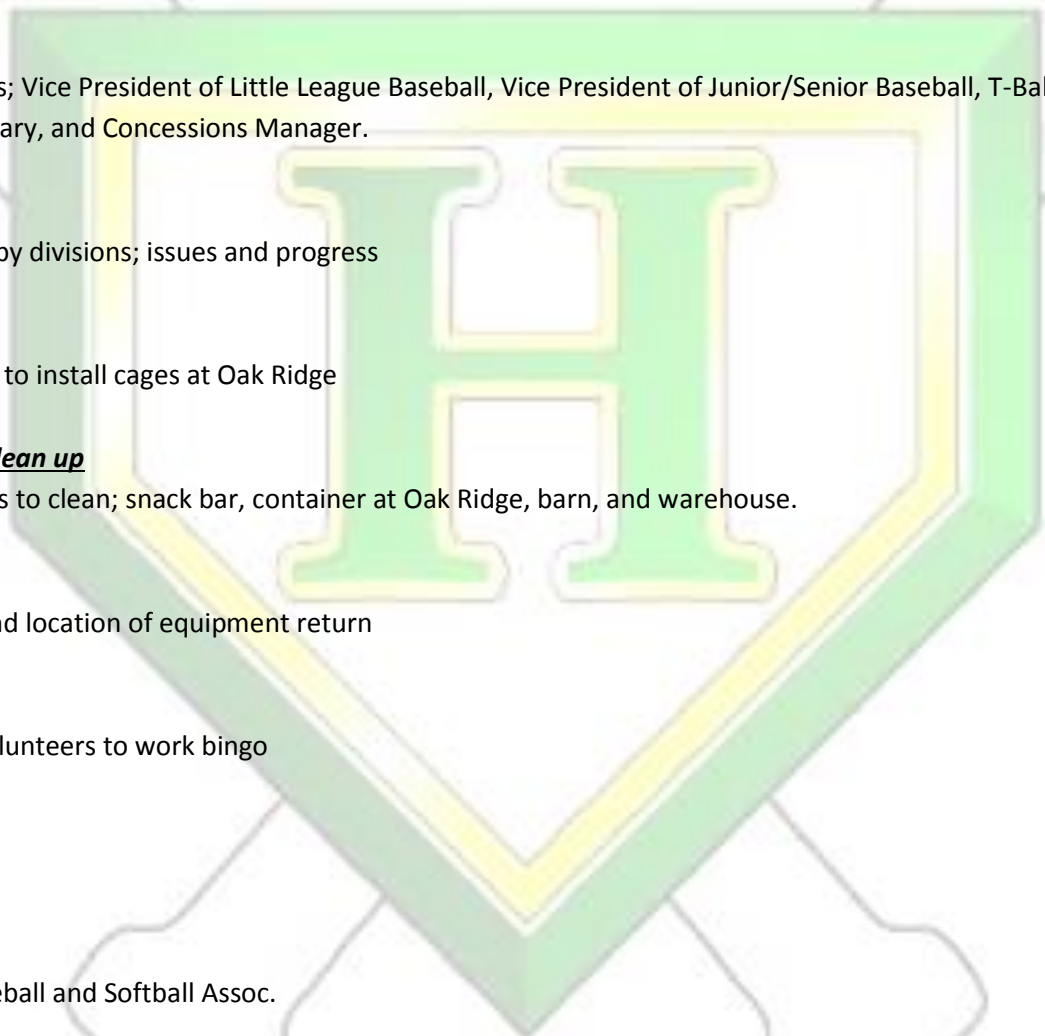 s; Vice President of Little League Baseball, Vice President of Junior/Senior Baseball, T-Bal
ary, and Concessions Manager.
by divisions; issues and progress
to install cages at Oak Ridge
lean up
s to clean; snack bar, container at Oak Ridge, barn, and warehouse.
nd location of equipment return
lunteers to work bingo
eball and Softball Assoc.
H